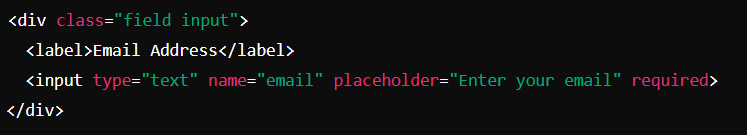 <div class="field input">
<label>Email Address</label>
<input type="text" name="email" placeholder="Enter your email" required>
</div>